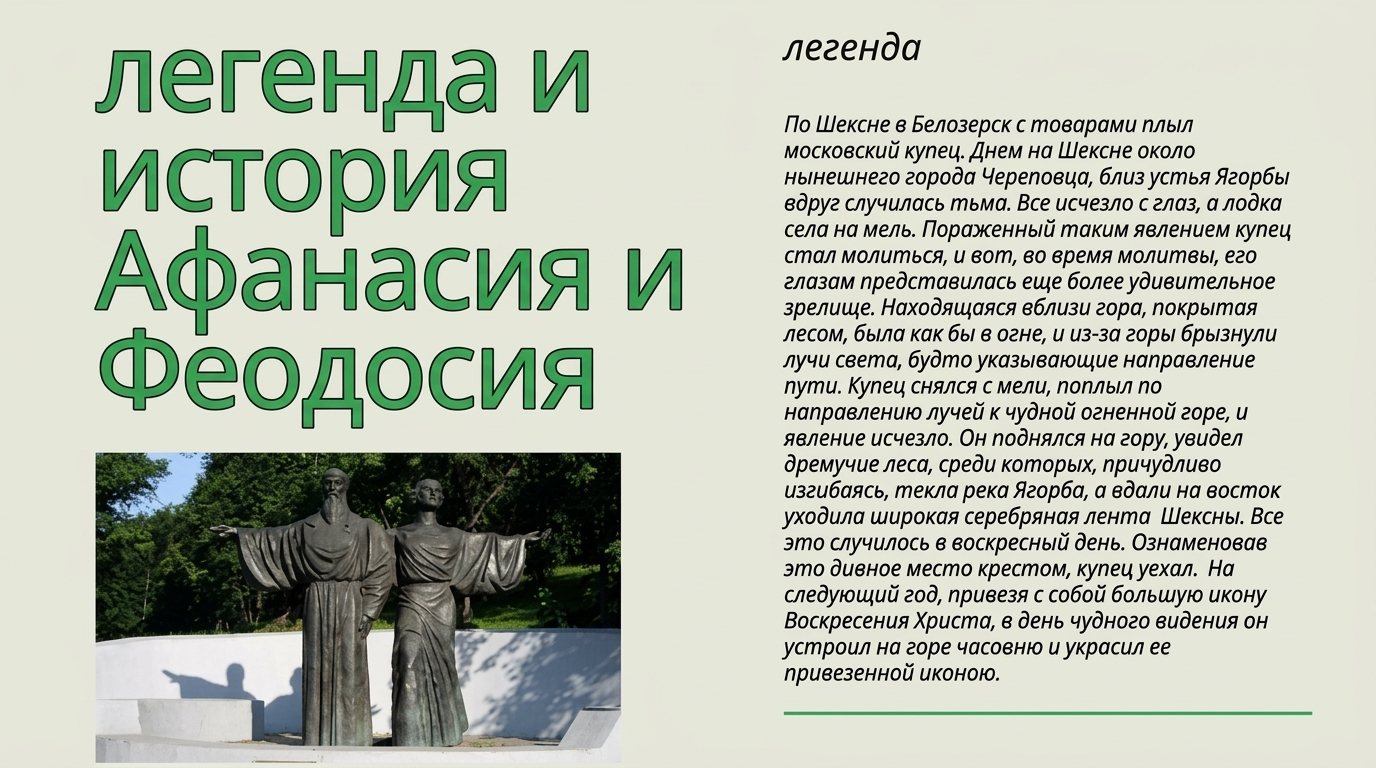 легенда и
история
Афанасия и
Феодосия
легенда
По Шексне в Белозерск с товарами плыл
московский купец. Днем на Шексне около
нынешнего города Череповца, близ устья Ягорбы
вдруг случилась тьма. Все исчезло с глаз, а лодка
села на мель. Пораженный таким явлением купец
стал молиться, и вот, во время молитвы, его
глазам представилась еще более удивительное
зрелище. Находящаяся вблизи гора, покрытая
лесом, была как бы в огне, и из-за горы брызнули
лучи света, будто указывающие направление
пути. Купец снялся с мели, поплыл по
направлению лучей к чудной огненной горе, и
явление исчезло. Он поднялся на гору, увидел
дремучие леса, среди которых, причудливо
изгибаясь, текла река Ягорба, а вдали на восток
уходила широкая серебряная лента  Шексны. Все
это случилось в воскресный день. Ознаменовав
это дивное место крестом, купец уехал.  На
следующий год, привезя с собой большую икону
Воскресения Христа, в день чудного видения он
устроил на горе часовню и украсил ее
привезенной иконою.